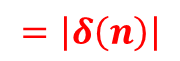 = |δ(n)|